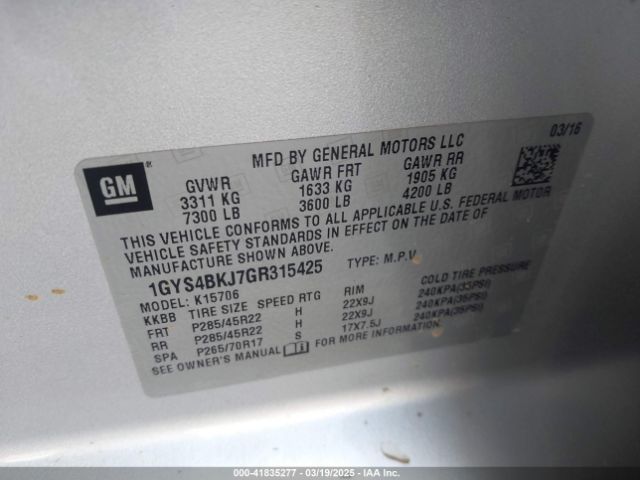 03/16
MFD BY GENERAL MOTORS LLC
GM
GVWR GAWR FRT GAWR RR
3311 KG 1633 KG 1905 KG
7300 LB 3600 LB 4200 LB
THIS VEHICLE CONFORMS TO ALL APPLICABLE U.S. FEDERAL MOTOR
VEHICLE SAFETY STANDARDS IN EFFECT ON THE DATE OF
MANUFACTURE SHOWN ABOVE.
1GYS4BKJ7GR315425 TYPE: M.P.V
MODEL: K15706
KKBB TIRE SIZE SPEED RTG RIM COLD TIRE PRESSURE
FRT P285/45R22 H 22X9J 240KPA(35PSI)
RR P285/45R22 H 22X9J 240KPA(35PSI)
SPA P265/70R17 S 17X7.5J 240KPA(35PSI)
SEE OWNER'S MANUAL FOR MORE INFORMATION.
000-41835277 - 03/19/2025 - IAA Inc.